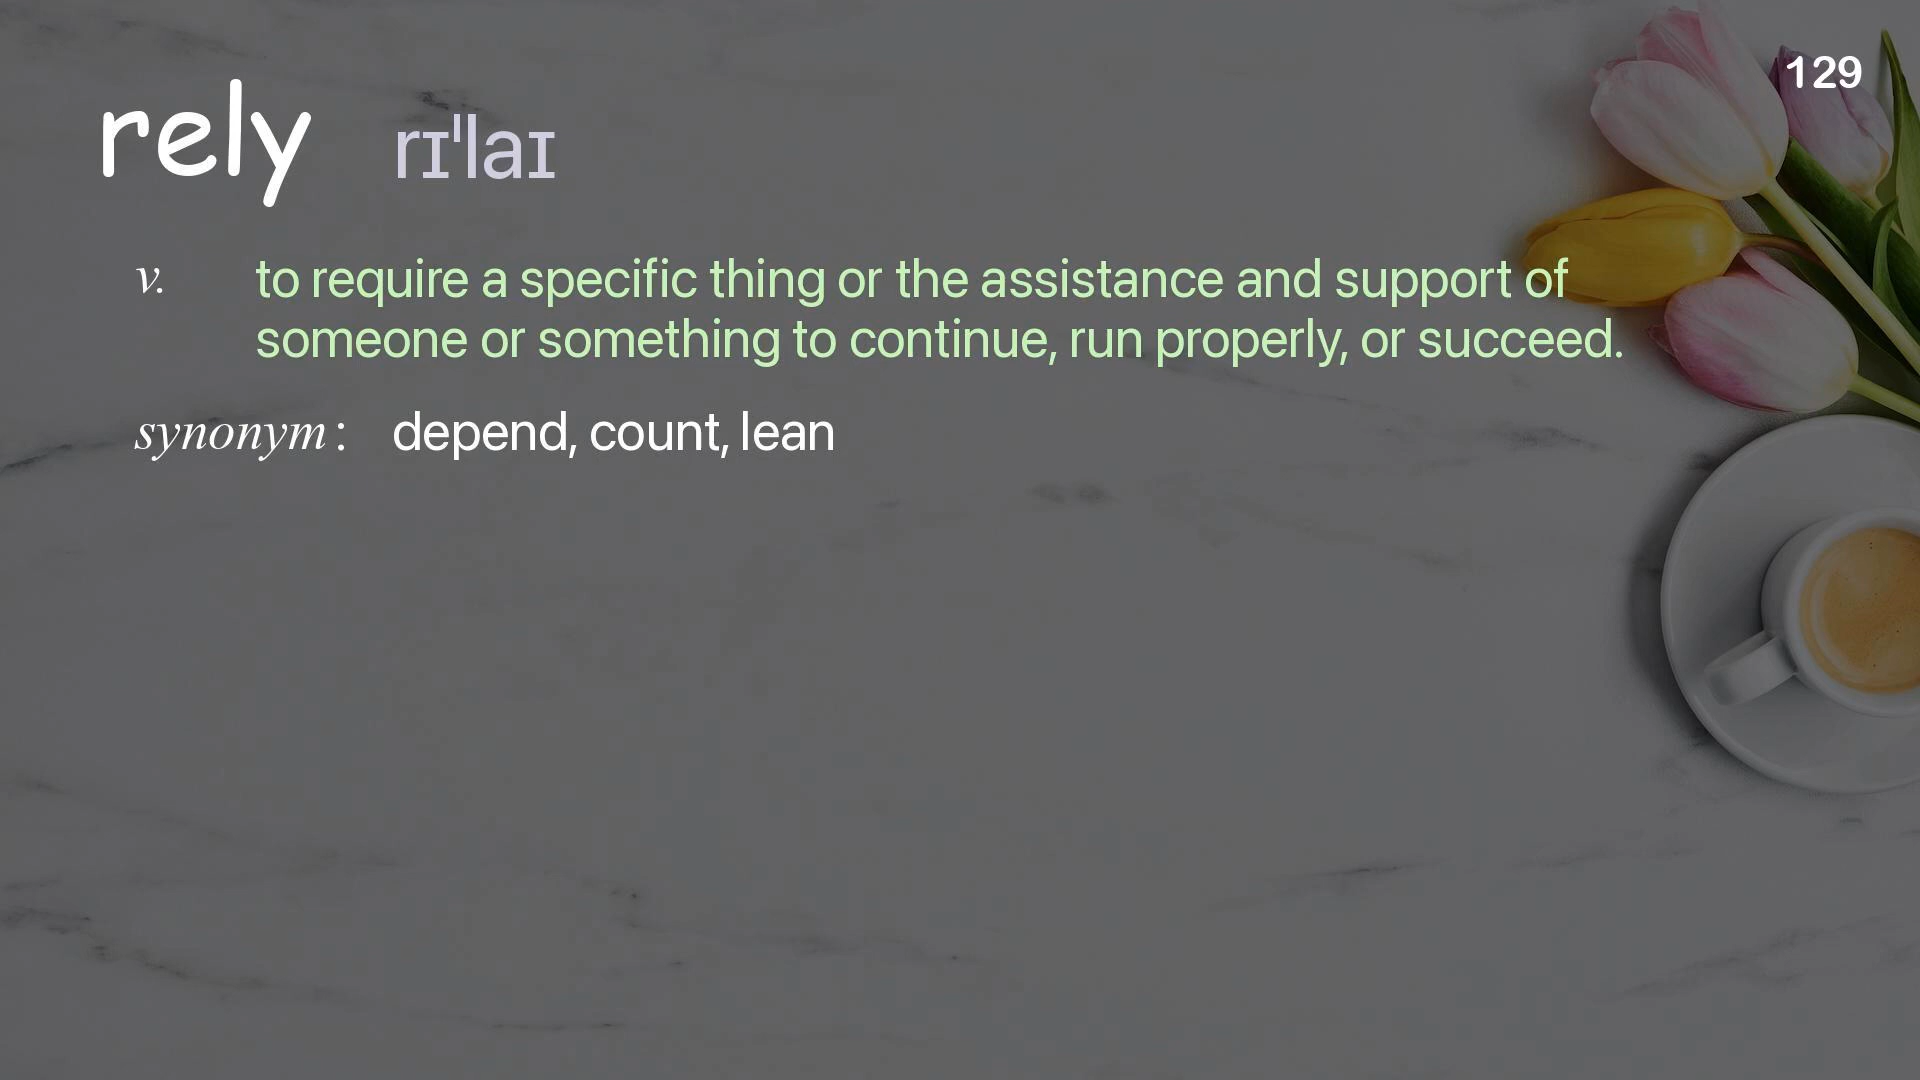 129
rely rɪˈlaɪ
v. to require a specific thing or the assistance and support of
someone or something to continue, run properly, or succeed.
synonym : depend, count, lean